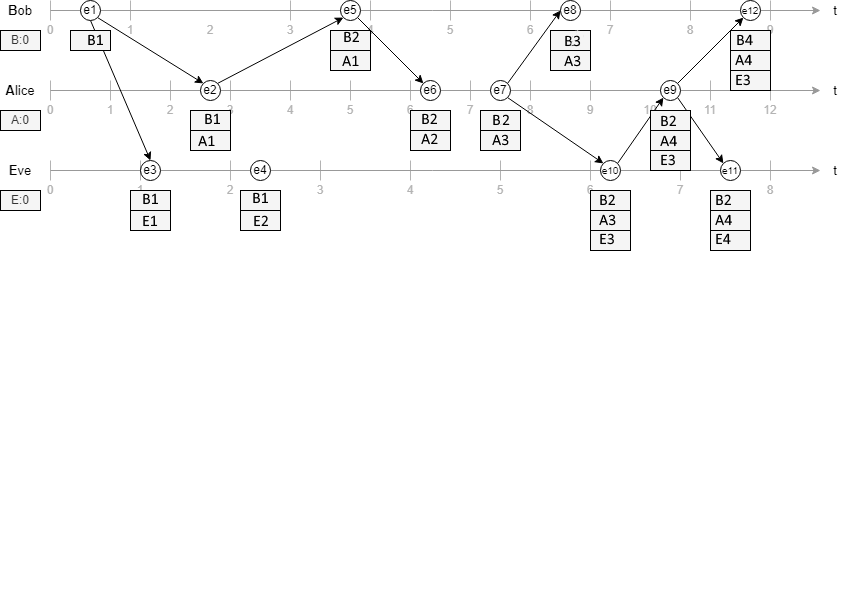 Bob e1 e5 e8 e12 t
0 1 2 3 4 5 6 7 8 9
B:0 B1 B2 B3 B4
A1 A3 A4
E3
Alice e2 e6 e7 e9 t
0 1 2 3 4 5 6 7 8 9 10 11 12
A:0 B1 B2 B2 B2
A1 A2 A3 A4
E3
Eve e3 e4 e10 e11 t
0 1 2 3 4 5 6 7 8
E:0 B1 B1 B2 B2
E1 E2 A3 A4
E3 E4